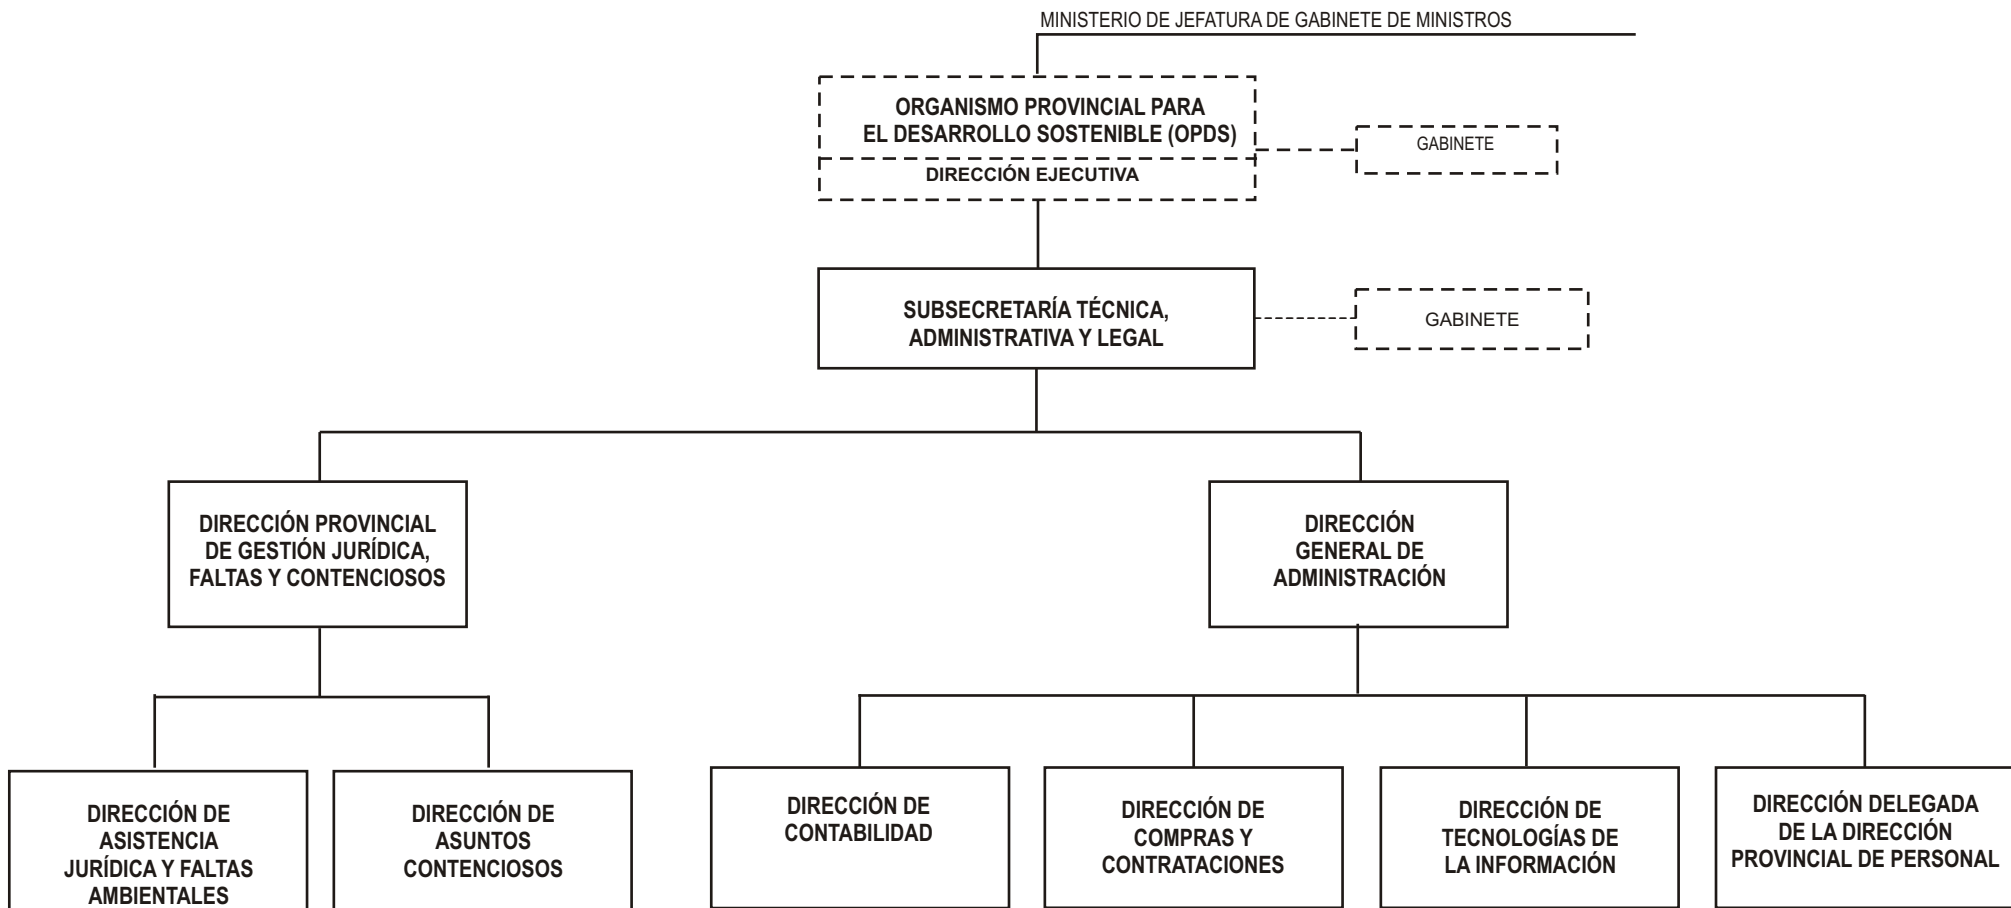 MINISTERIO DE JEFATURA DE GABINETE DE MINISTROS
ORGANISMO PROVINCIAL PARA
EL DESARROLLO SOSTENIBLE (OPDS)
DIRECCIÓN EJECUTIVA
GABINETE
SUBSECRETARÍA TÉCNICA,
ADMINISTRATIVA Y LEGAL
GABINETE
DIRECCIÓN PROVINCIAL
DE GESTIÓN JURÍDICA,
FALTAS Y CONTENCIOSOS
DIRECCIÓN
GENERAL DE
ADMINISTRACIÓN
DIRECCIÓN DE
ASISTENCIA
JURÍDICA Y FALTAS
AMBIENTALES
DIRECCIÓN DE
ASUNTOS
CONTENCIOSOS
DIRECCIÓN DE
CONTABILIDAD
DIRECCIÓN DE
COMPRAS Y
CONTRATACIONES
DIRECCIÓN DE
TECNOLOGÍAS DE
LA INFORMACIÓN
DIRECCIÓN DELEGADA
DE LA DIRECCIÓN
PROVINCIAL DE PERSONAL